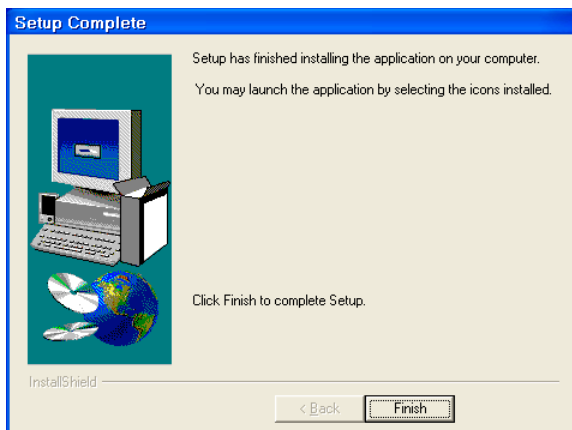 Setup Complete
Setup has finished installing the application on your computer.
You may launch the application by selecting the icons installed.
Click Finish to complete Setup.
InstallShield
< Back
Finish